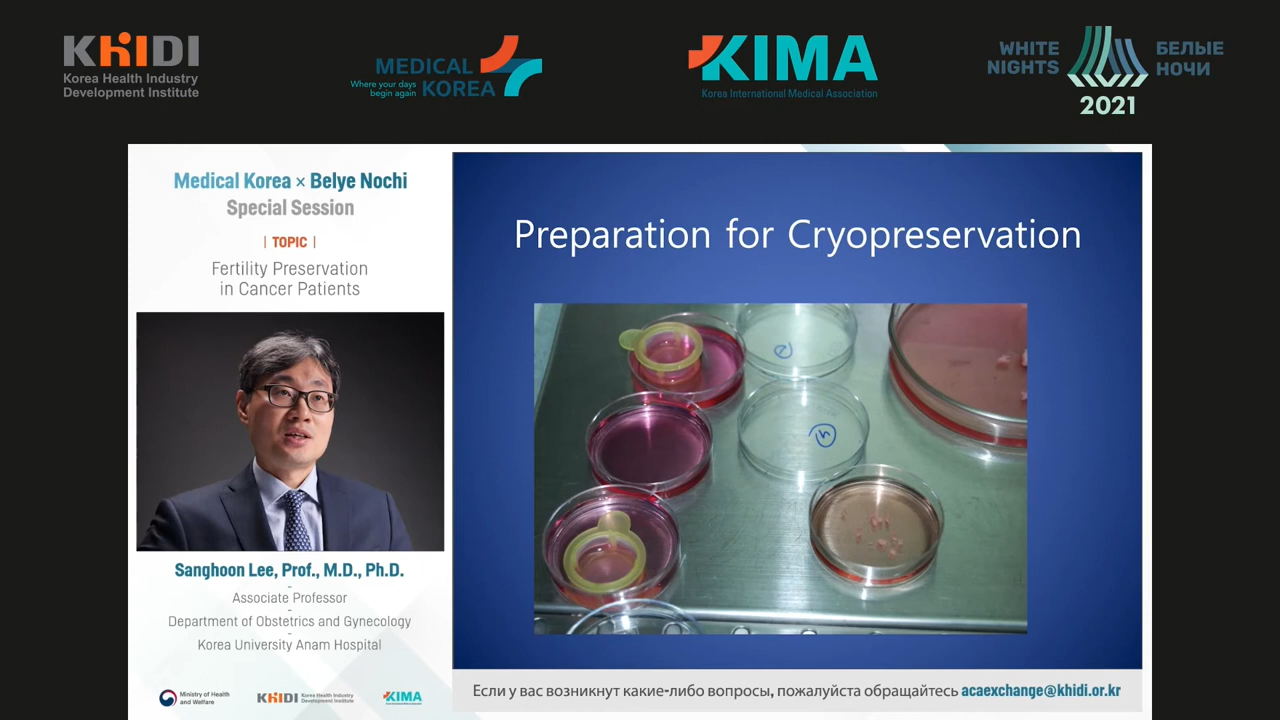 KHIDI
Korea Health Industry
Development Institute
MEDICAL
Where your days
begin again
KOREA
KIMA
Korea International Medical Association
WHITE
NIGHTS
БЕЛЫЕ
НОЧИ
2021
Medical Korea × Belye Nochi
Special Session
| TOPIC |
Fertility Preservation
in Cancer Patients
Sanghoon Lee, Prof., M.D., Ph.D.
-
Associate Professor
-
Department of Obstetrics and Gynecology
-
Korea University Anam Hospital
Ministry of Health
and Welfare
KHIDI
Korea Health Industry
Development Institute
KIMA
Preparation for Cryopreservation
Если у вас возникнут какие-либо вопросы, пожалуйста обращайтесь acaexchange@khidi.or.kr